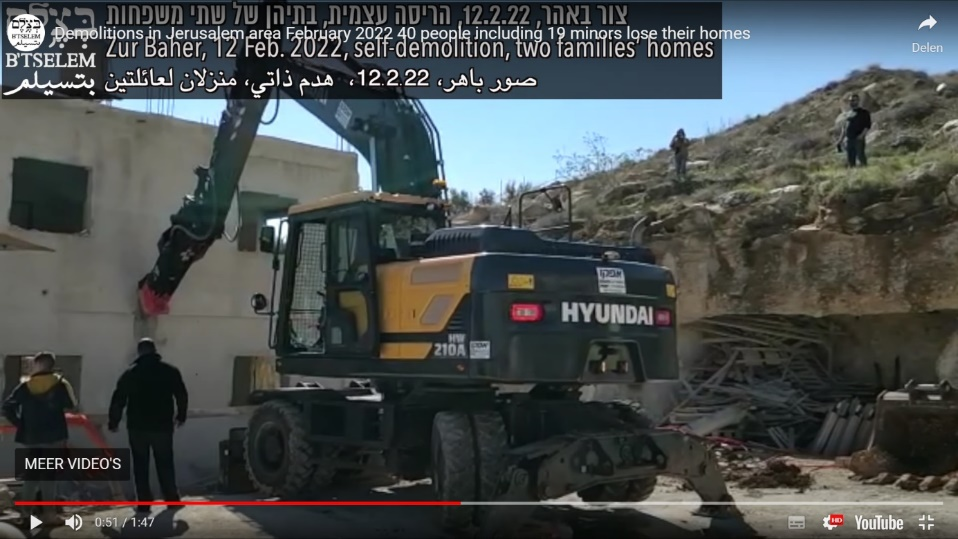 צור באהר, 12.2.22, הריסה עצמית, בתיהן של שתי משפחות
Demolitions in Jerusalem area February 2022 40 people including 19 minors lose their homes
Zur Baher, 12 Feb. 2022, self-demolition, two families' homes
صور باهر، 12.2.22، هدم ذاتي، منزلان لعائلتين
בצלם
B'TSELEM
بتسيلم
Delen
HYUNDAI
HW
210A
MEER VIDEO'S
0:51 / 1:47
HD
YouTube